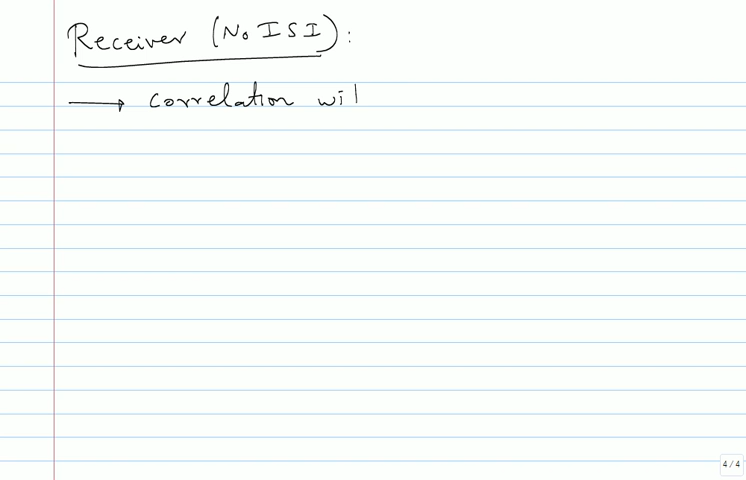 Receiver (No ISI):
→ correlation wil
4/4